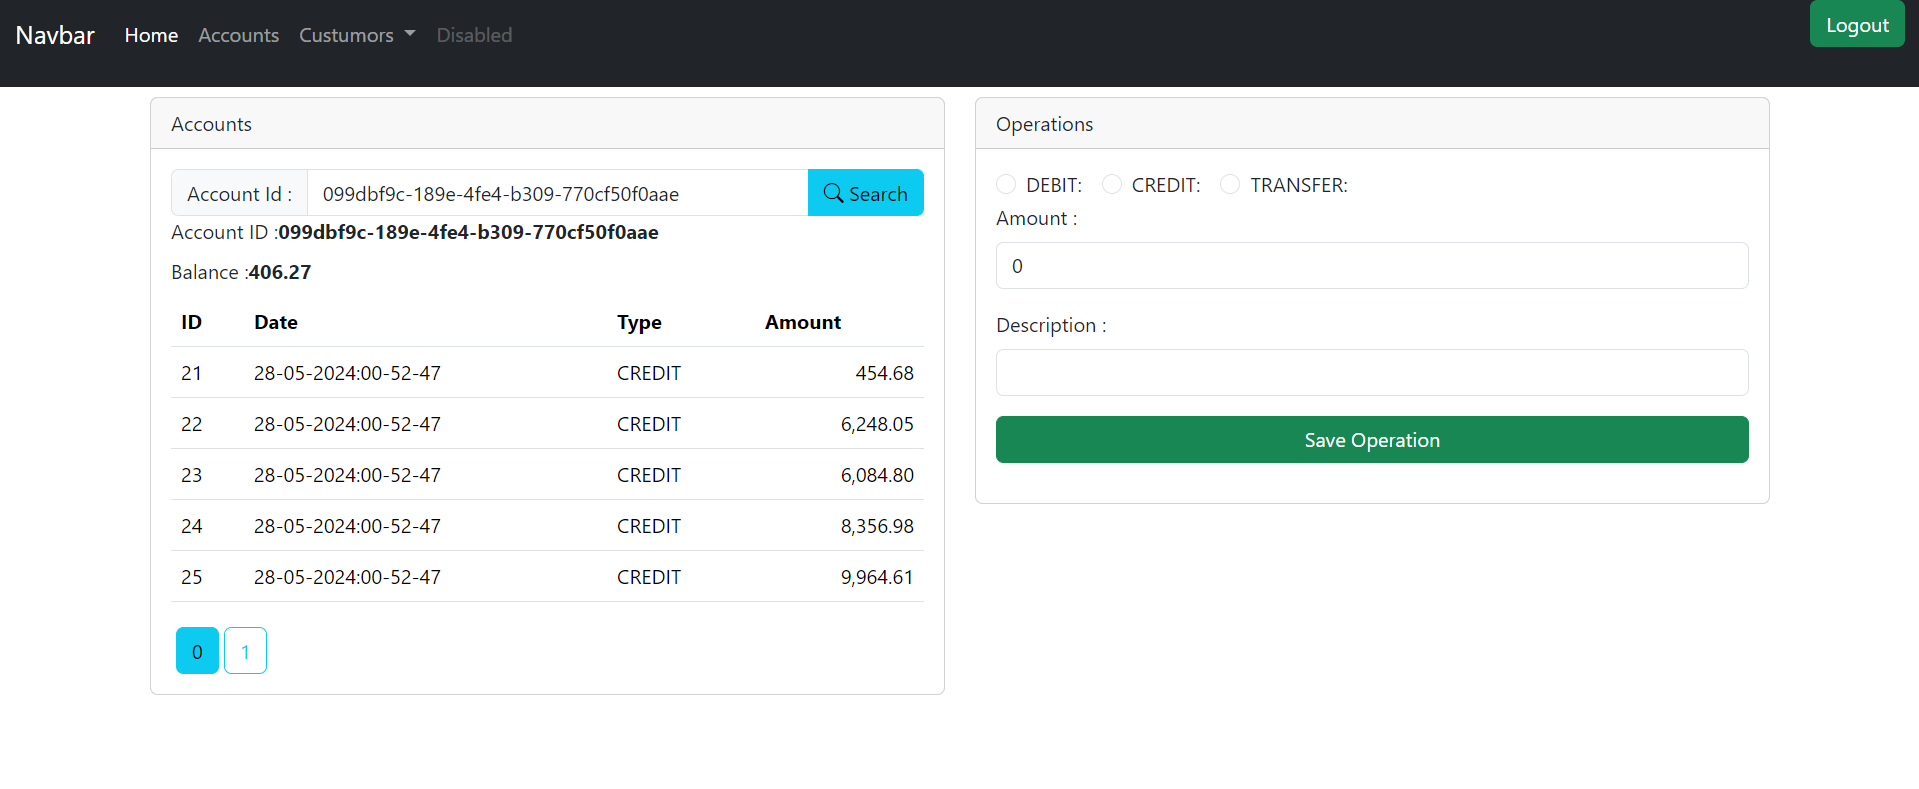 Navbar Home Accounts Custumors Disabled Logout
Accounts
Account Id : 099dbf9c-189e-4fe4-b309-770cf50f0aae Search
Account ID :099dbf9c-189e-4fe4-b309-770cf50f0aae
Balance :406.27
ID Date Type Amount
21 28-05-2024:00-52-47 CREDIT 454.68
22 28-05-2024:00-52-47 CREDIT 6,248.05
23 28-05-2024:00-52-47 CREDIT 6,084.80
24 28-05-2024:00-52-47 CREDIT 8,356.98
25 28-05-2024:00-52-47 CREDIT 9,964.61
0 1
Operations
DEBIT: CREDIT: TRANSFER:
Amount :
0
Description :
Save Operation